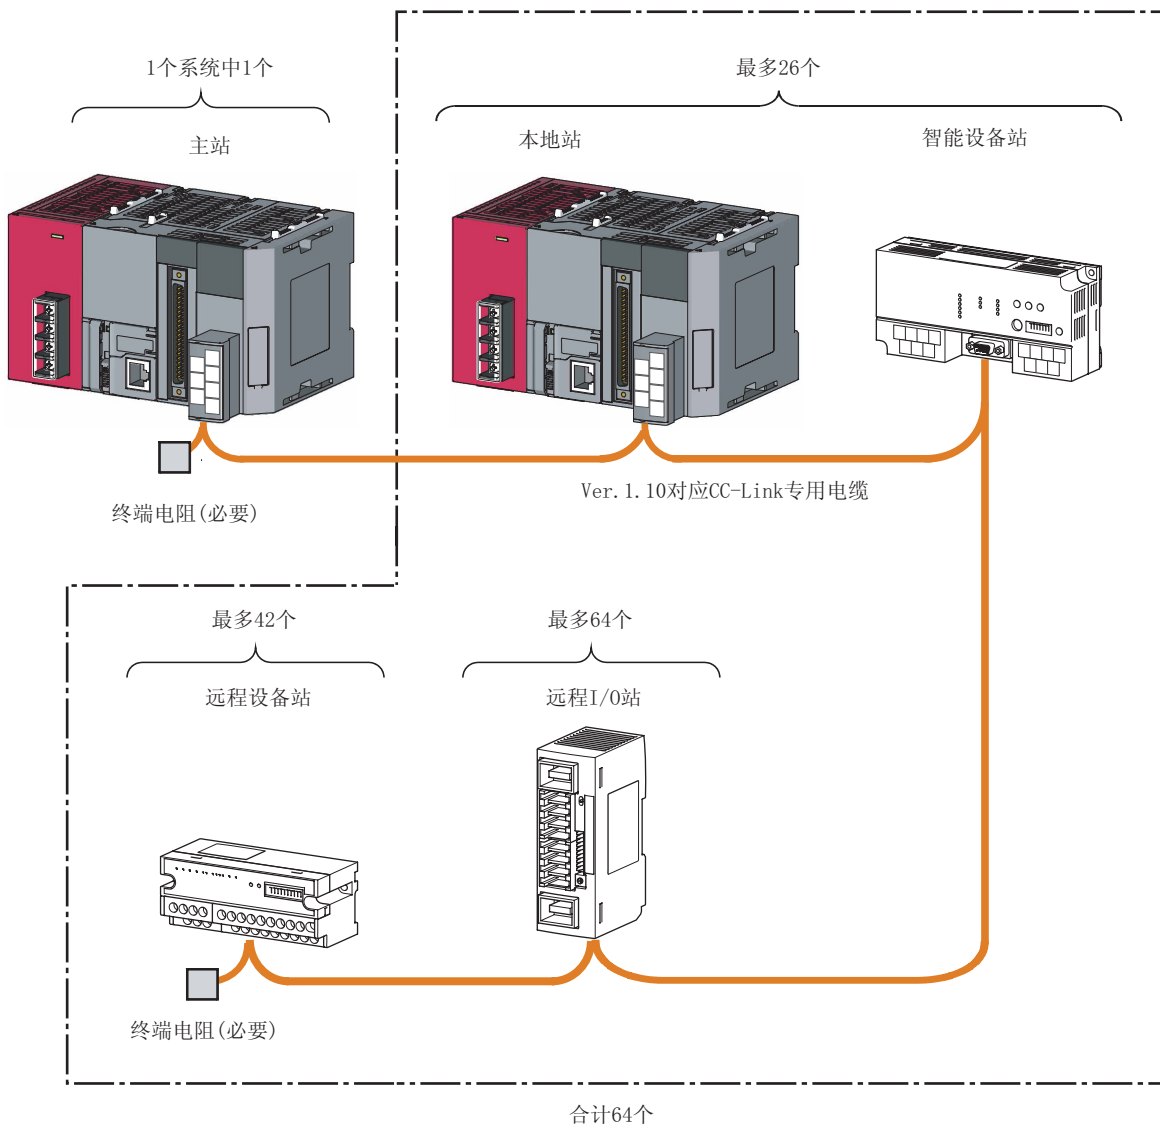 1个系统中1个
最多26个
主站
本地站
智能设备站
Ver.1.10对应CC-Link专用电缆
终端电阻(必要)
最多42个
最多64个
远程设备站
远程I/O站
终端电阻(必要)
合计64个